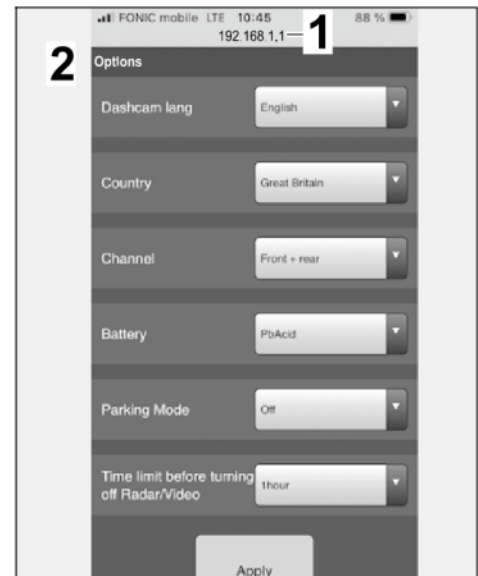 FONIC mobile LTE 10:45 88 %
192.168.1.1
1
2
Options
Dashcam lang
English
Country
Great Britain
Channel
Front + rear
Battery
PbAcid
Parking Mode
Off
Time limit before turning
off Radar/Video
1hour
Apply